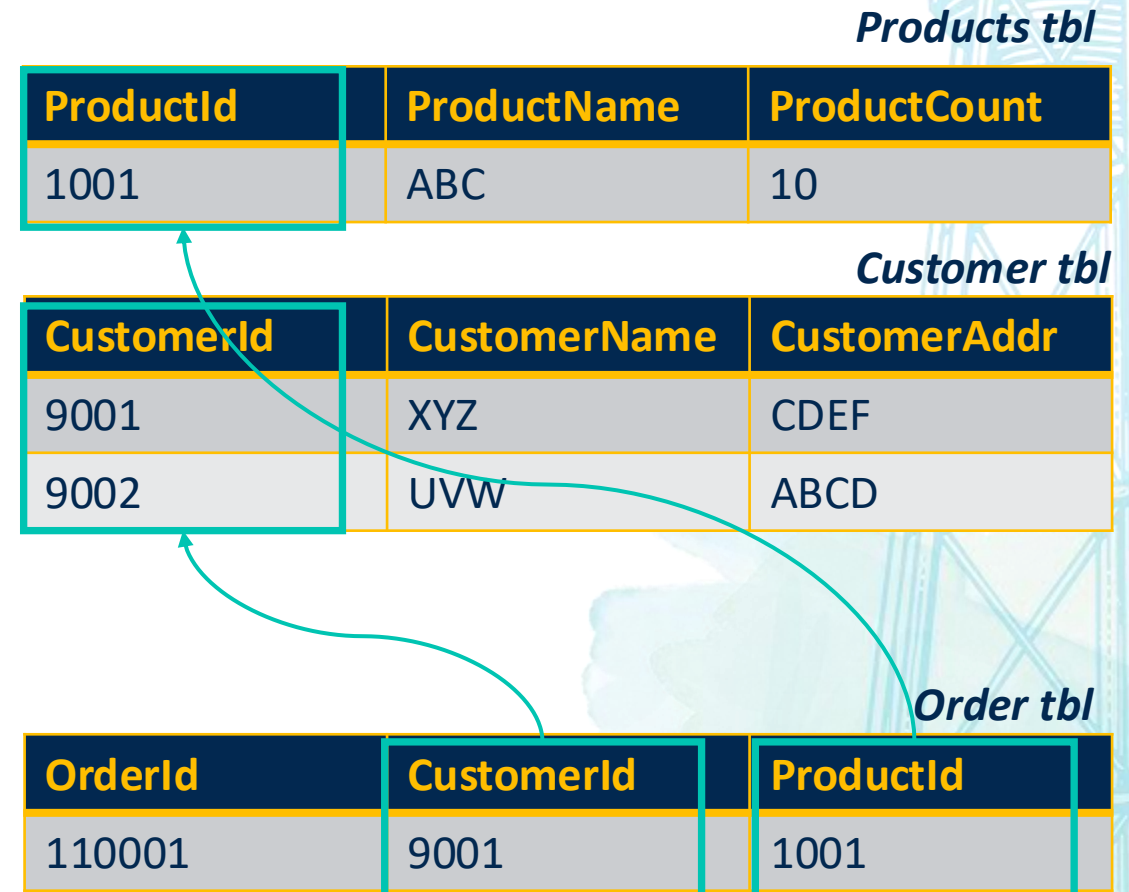 Products tbl
ProductId ProductName ProductCount
1001 ABC 10
Customer tbl
CustomerId CustomerName CustomerAddr
9001 XYZ CDEF
9002 UVW ABCD
Order tbl
OrderId CustomerId ProductId
110001 9001 1001